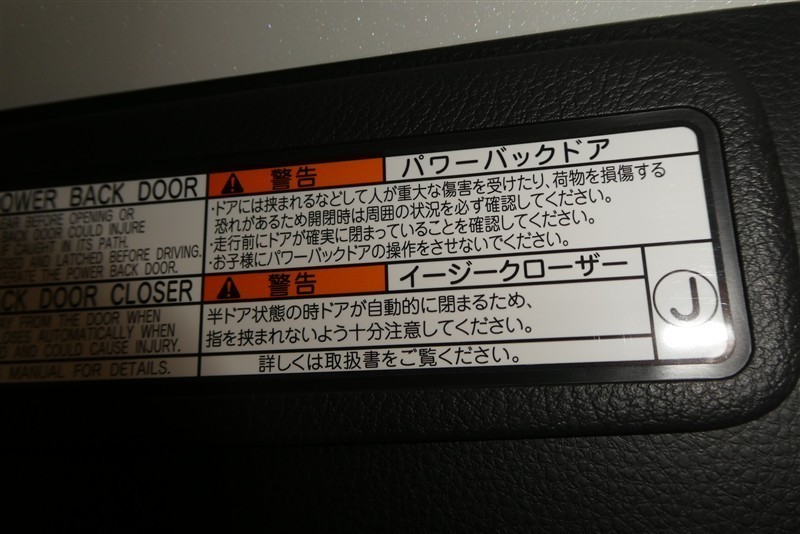 POWER BACK DOOR
BEFORE OPENING OR
BACK DOOR COULD INJURE
CAUGHT IN ITS PATH.
AND LATCHED BEFORE DRIVING.
THE POWER BACK DOOR.
BACK DOOR CLOSER
FROM THE DOOR WHEN
AUTOMATICALLY WHEN
AND COULD CAUSE INJURY.
MANUAL FOR DETAILS.
警告 パワーバックドア
・ドアには挟まれるなどして人が重大な傷害を受けたり、荷物を損傷する
恐れがあるため開閉時は周囲の状況を必ず確認してください。
・走行前にドアが確実に閉まっていることを確認してください。
・お子様にパワーバックドアの操作をさせないでください。
警告 イージークローザー
半ドア状態の時ドアが自動的に閉まるため、
指を挟まれないよう十分注意してください。
J
詳しくは取扱書をご覧ください。